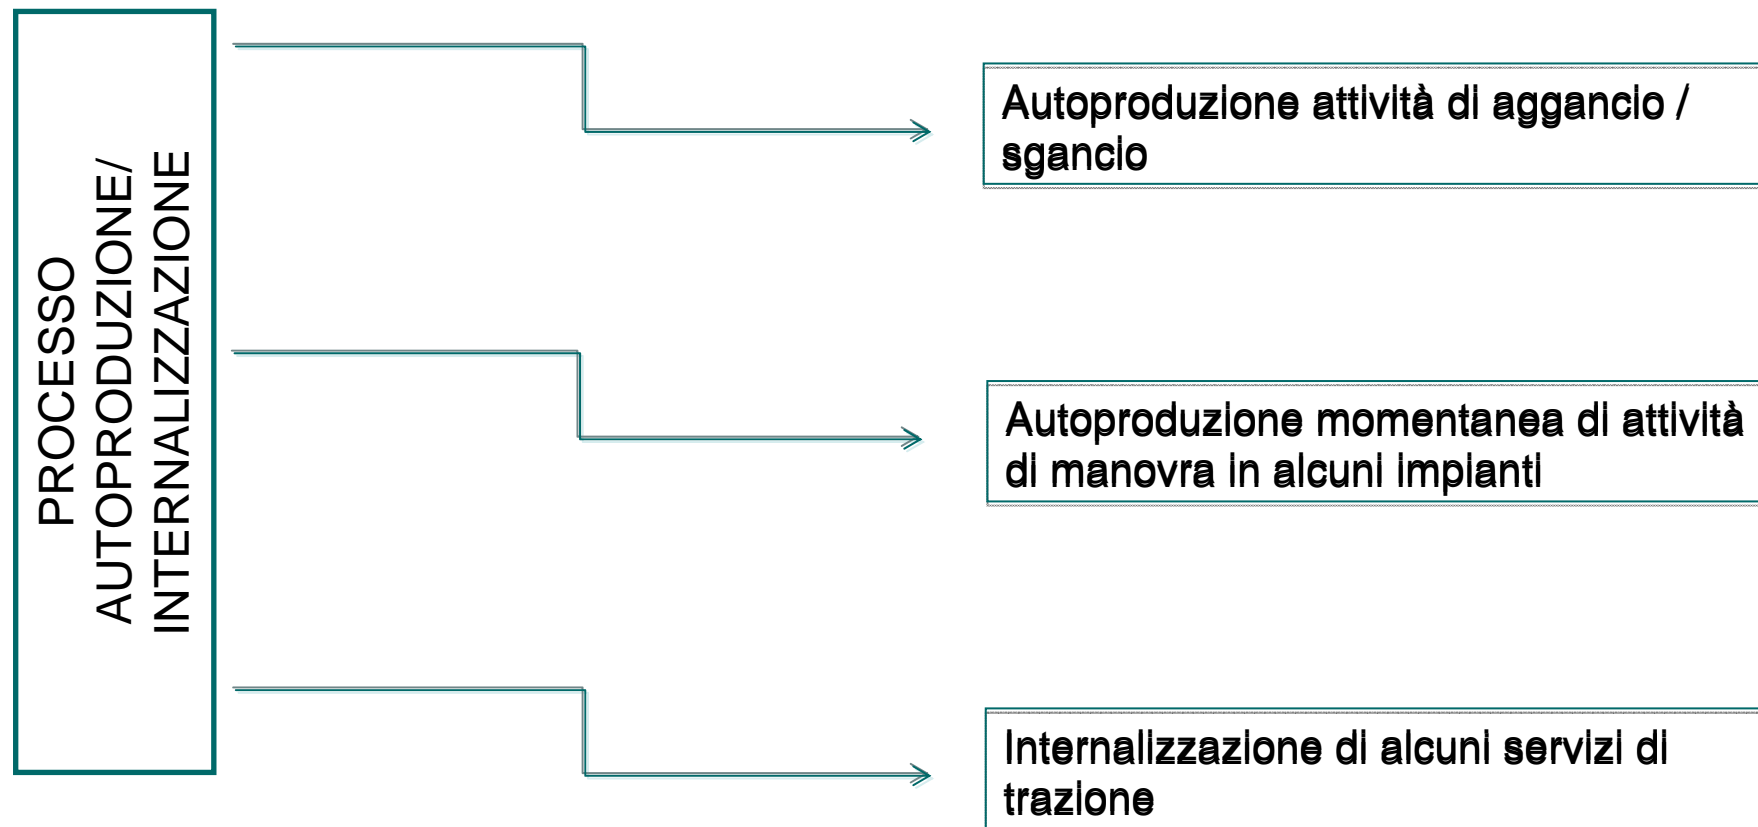 PROCESSO
AUTOPRODUZIONE/
INTERNALIZZAZIONE
Autoproduzione attività di aggancio /
sgancio
Autoproduzione momentanea di attività
di manovra in alcuni impianti
Internalizzazione di alcuni servizi di
trazione